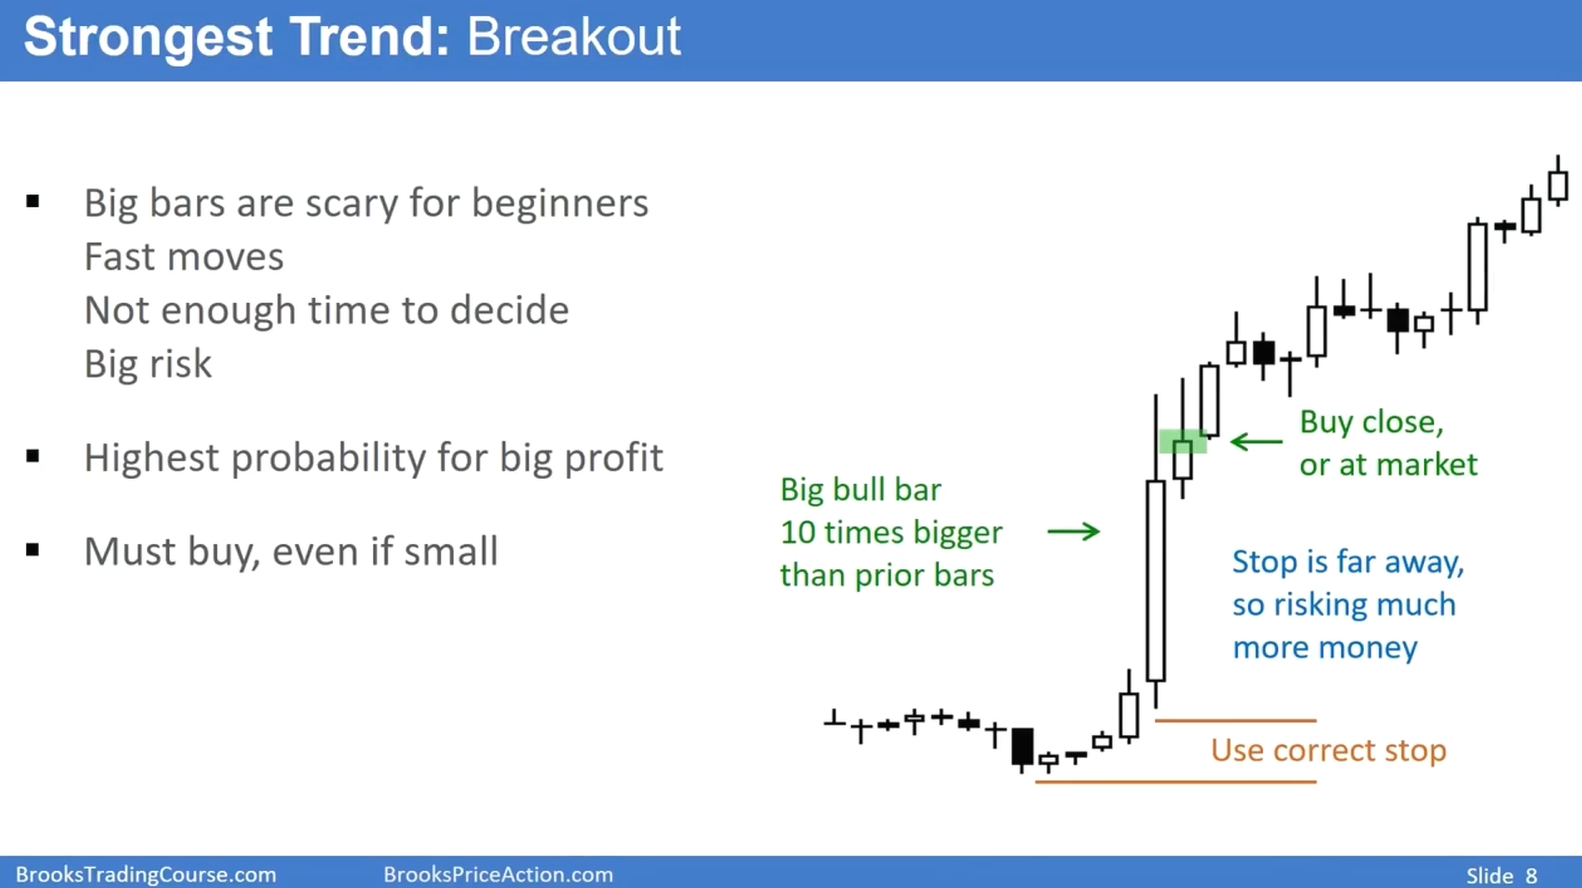 Strongest Trend: Breakout
Big bars are scary for beginners
Fast moves
Not enough time to decide
Big risk
Highest probability for big profit
Must buy, even if small
Big bull bar
10 times bigger
than prior bars
Buy close,
or at market
Stop is far away,
so risking much
more money
Use correct stop
BrooksTradingCourse.com
BrooksPriceAction.com
Slide 8